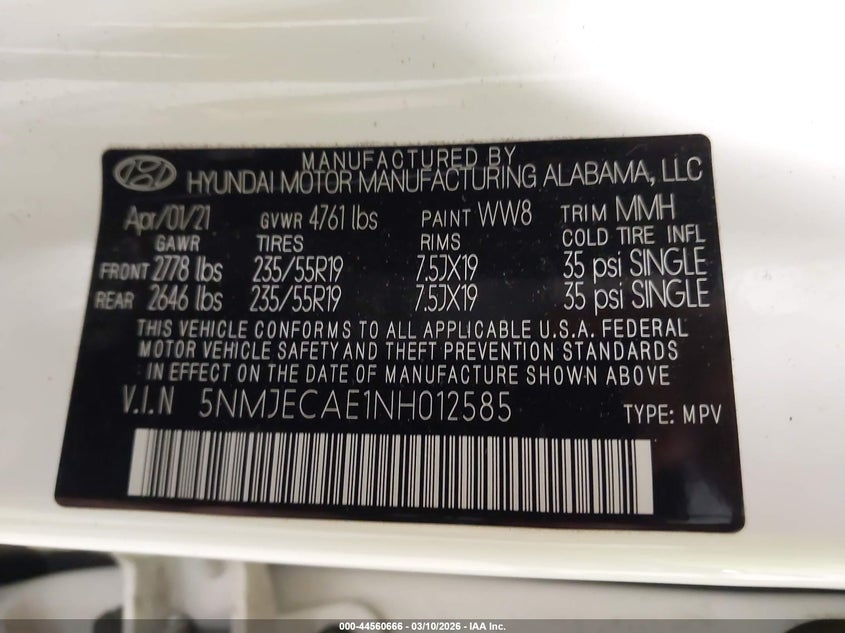 MANUFACTURED BY
HYUNDAI MOTOR MANUFACTURING ALABAMA, LLC
Apr/01/21 GVWR 4761 lbs PAINT WW8 TRIM MMH
GAWR TIRES RIMS COLD TIRE INFL
FRONT 2778 lbs 235/55R19 7.5JX19 35 psi SINGLE
REAR 2646 lbs 235/55R19 7.5JX19 35 psi SINGLE
THIS VEHICLE CONFORMS TO ALL APPLICABLE U.S.A. FEDERAL
MOTOR VEHICLE SAFETY AND THEFT PREVENTION STANDARDS
IN EFFECT ON THE DATE OF MANUFACTURE SHOWN ABOVE.
V.I.N 5NMJECAE1NH012585 TYPE: MPV
000-44560666 - 03/10/2026 - IAA Inc.